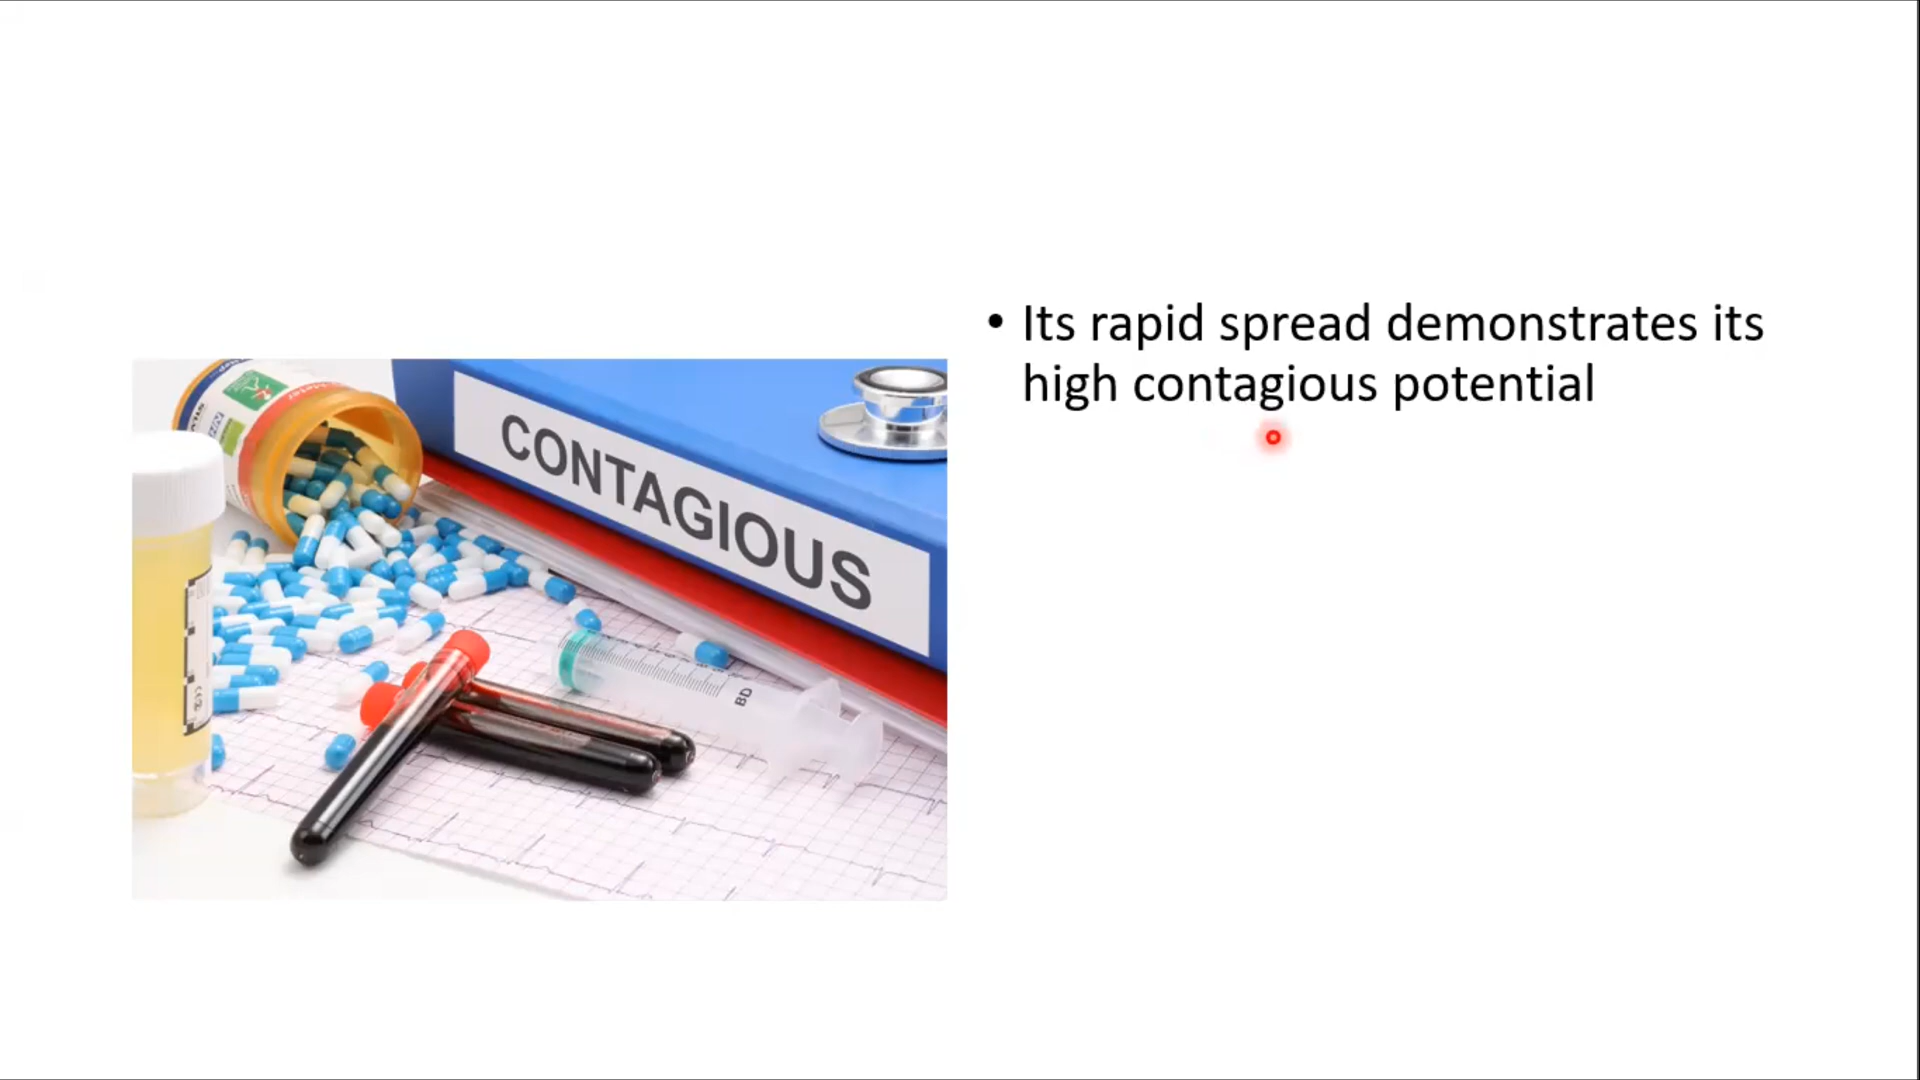 • Its rapid spread demonstrates its
high contagious potential
CONTAGIOUS
BD